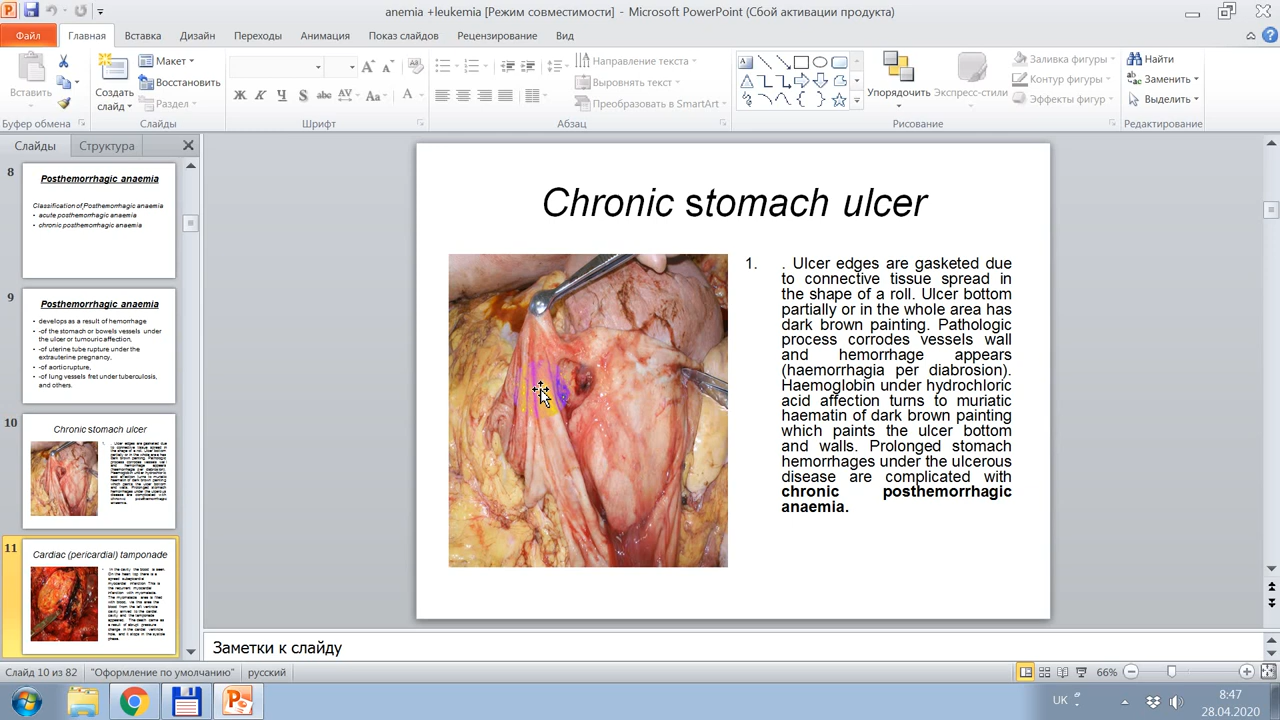 anemia +leukemia [Режим совместимости] - Microsoft PowerPoint (Сбой активации продукта)
Файл Главная Вставка Дизайн Переходы Анимация Показ слайдов Рецензирование Вид
Вставить
Буфер обмена
Создать слайд
Макет
Восстановить
Раздел
Слайды
Шрифт
Направление текста
Выровнять текст
Преобразовать в SmartArt
Абзац
Упорядочить
Экспресс-стили
Заливка фигуры
Контур фигуры
Эффекты фигур
Рисование
Найти
Заменить
Выделить
Редактирование
Слайды Структура
8
Posthemorrhagic anaemia
Classification of Posthemorrhagic anaemia
• acute posthemorrhagic anaemia
• chronic posthemorrhagic anaemia
9
Posthemorrhagic anaemia
• develops as a result of hemorrhage
• -of the stomach or bowels vessels under
the ulcer or tumouric affection,
• -of uterine tube rupture under the
extrauterine pregnancy,
• -of aortic rupture,
• -of lung vessels fret under tuberculosis,
and others.
10
Chronic stomach ulcer
11
Cardiac (pericardial) tamponade
Chronic stomach ulcer
1. . Ulcer edges are gasketed due
to connective tissue spread in
the shape of a roll. Ulcer bottom
partially or in the whole area has
dark brown painting. Pathologic
process corrodes vessels wall
and hemorrhage appears
(haemorrhagia per diabrosion).
Haemoglobin under hydrochloric
acid affection turns to muriatic
haematin of dark brown painting
which paints the ulcer bottom
and walls. Prolonged stomach
hemorrhages under the ulcerous
disease are complicated with
chronic posthemorrhagic
anaemia.
Заметки к слайду
Слайд 10 из 82 "Оформление по умолчанию" русский 66%
UK
8:47
28.04.2020